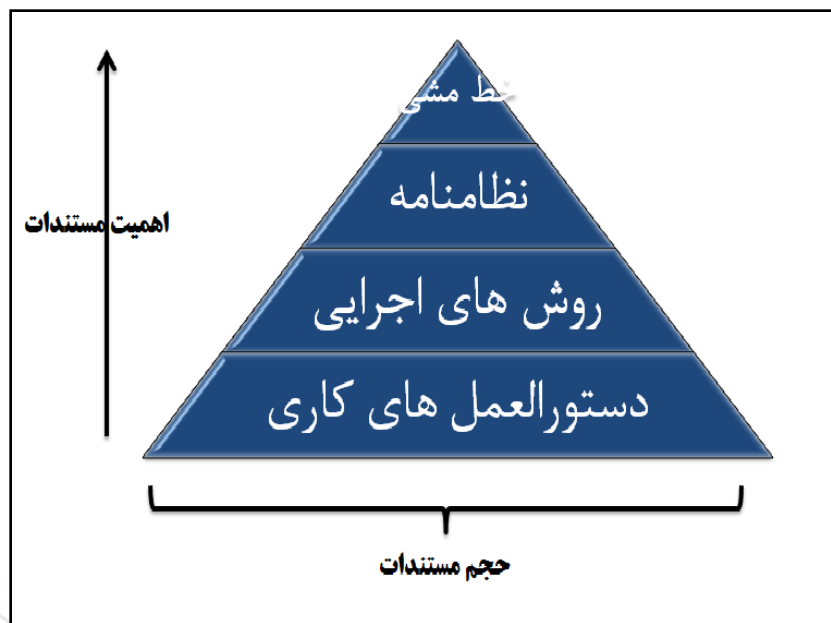 خط مشی
نظامنامه
اهمیت مستندات
روش های اجرایی
دستورالعمل های کاری
حجم مستندات